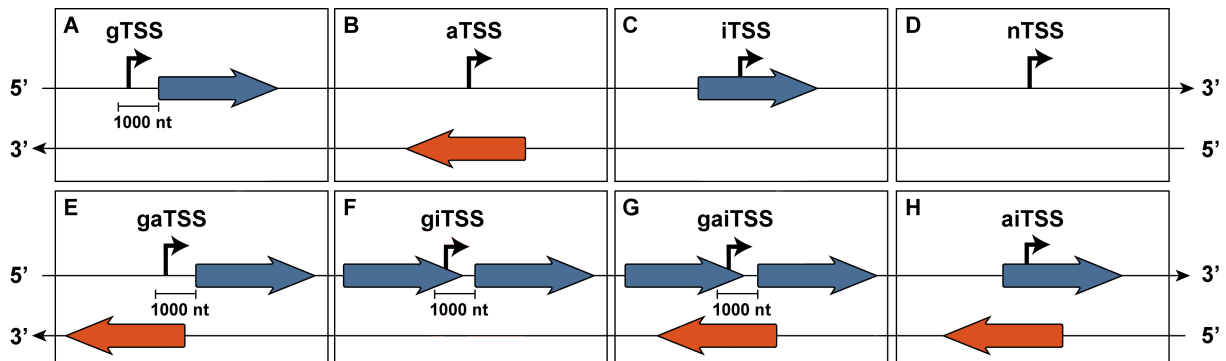 A
gTSS
B
aTSS
C
iTSS
D
nTSS
5’
3’
1000 nt
3’
5’
E
gaTSS
F
giTSS
G
gaiTSS
H
aiTSS
5’
3’
1000 nt
1000 nt
1000 nt
3’
5’